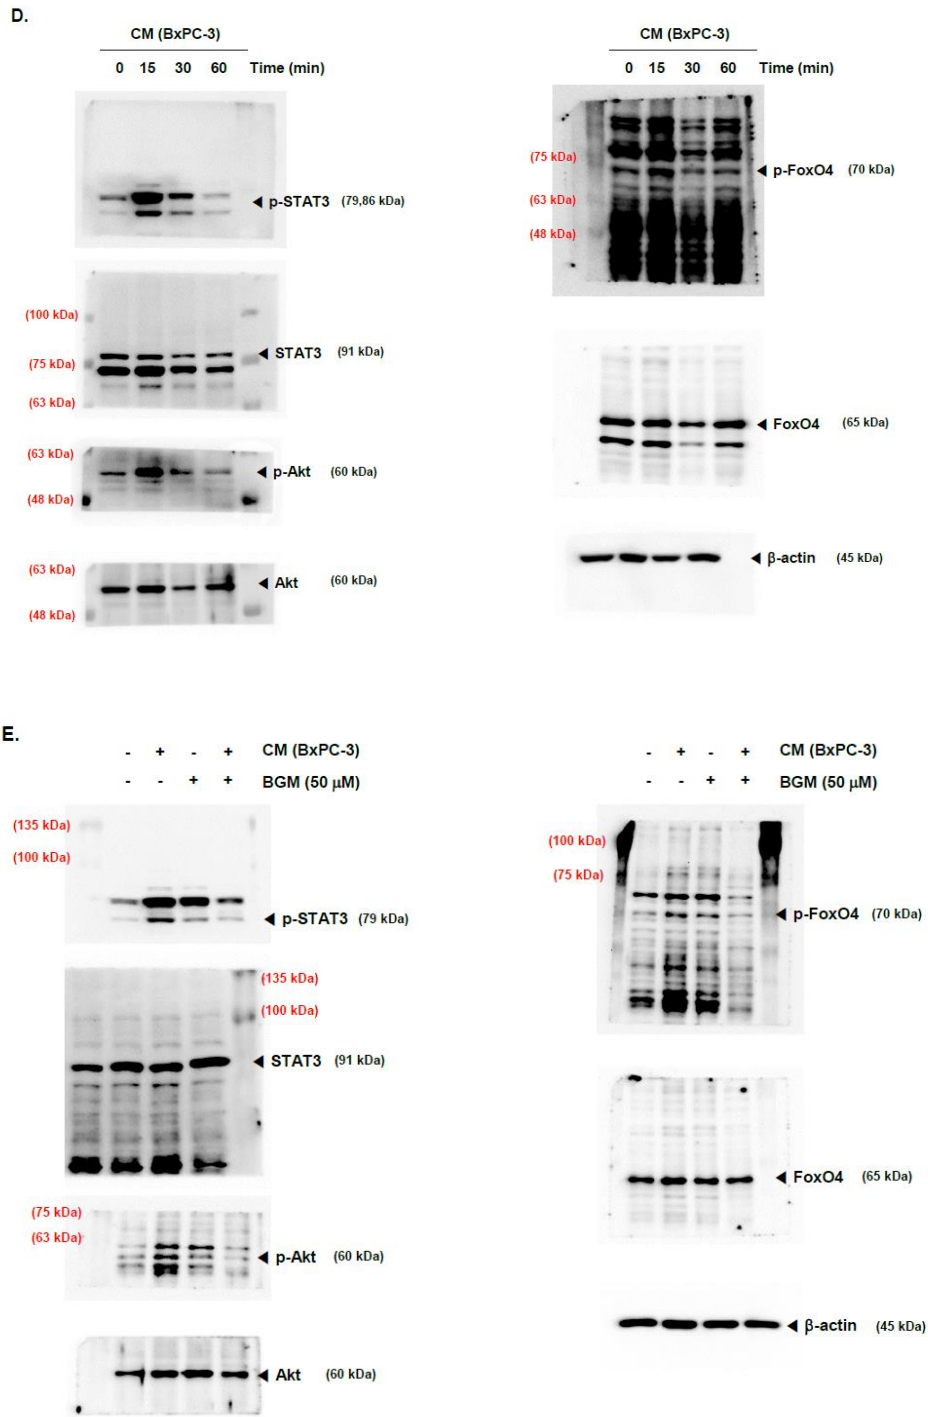 D.
CM (BxPC-3)
0 15 30 60 Time (min)
p-STAT3 (79,86 kDa)
(100 kDa)
STAT3 (91 kDa)
(75 kDa)
(63 kDa)
(63 kDa)
p-Akt (60 kDa)
(48 kDa)
(63 kDa)
Akt (60 kDa)
(48 kDa)
CM (BxPC-3)
0 15 30 60 Time (min)
(75 kDa)
p-FoxO4 (70 kDa)
(63 kDa)
(48 kDa)
FoxO4 (65 kDa)
β-actin (45 kDa)
E.
- + - + CM (BxPC-3)
- - + + BGM (50 μM)
(135 kDa)
(100 kDa)
p-STAT3 (79 kDa)
(135 kDa)
(100 kDa)
STAT3 (91 kDa)
(75 kDa)
(63 kDa)
p-Akt (60 kDa)
Akt (60 kDa)
- + - + CM (BxPC-3)
- - + + BGM (50 μM)
(100 kDa)
(75 kDa)
p-FoxO4 (70 kDa)
FoxO4 (65 kDa)
β-actin (45 kDa)